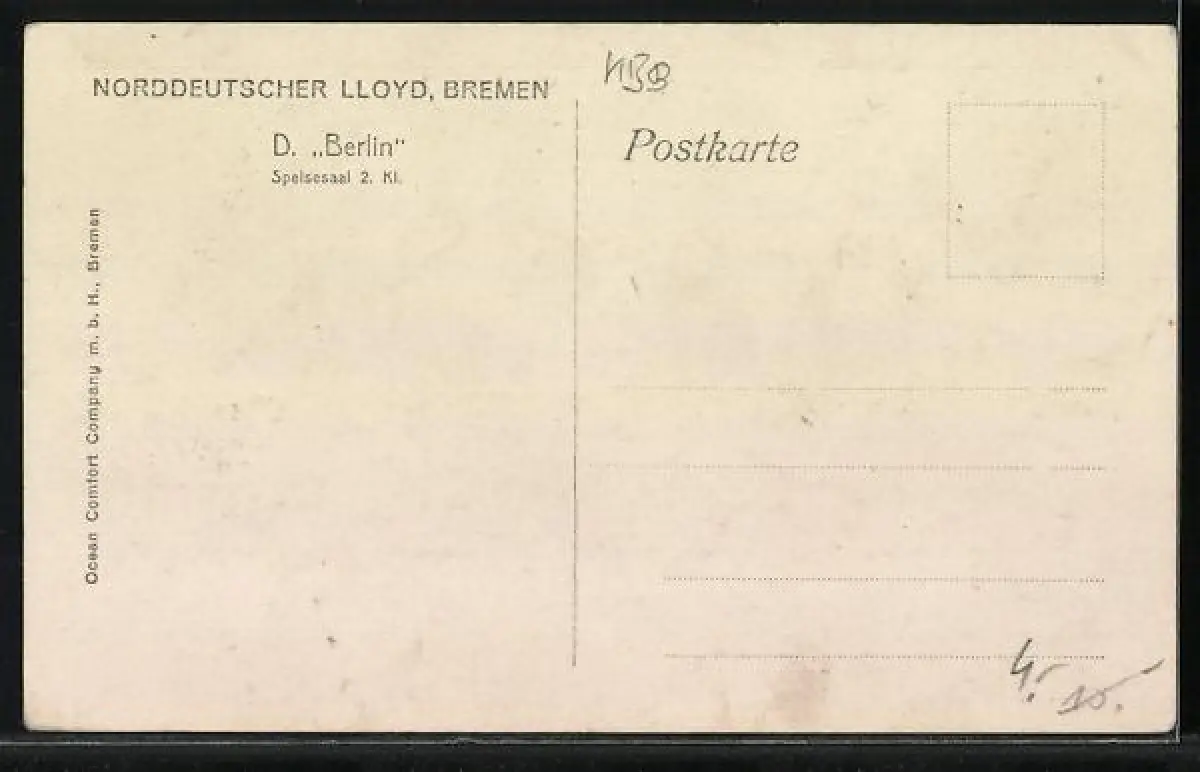 NORDDEUTSCHER LLOYD, BREMEN
D. „Berlin"
Speisesaal 2. Kl.
Ocean Comfort Company m. b. H., Bremen
Postkarte
4.-
10.-